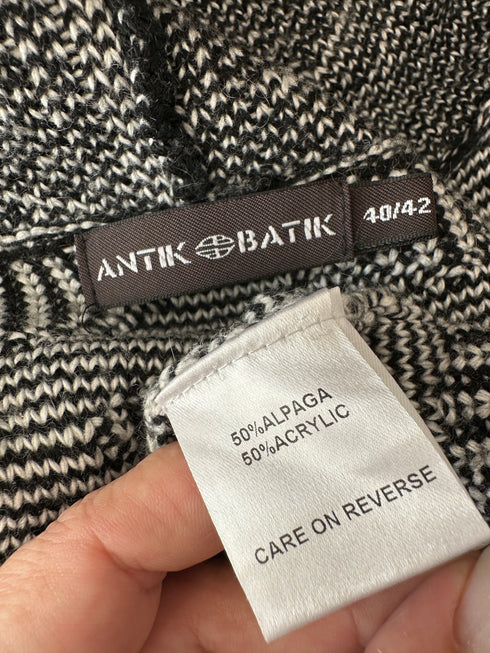 ANTIK BATIK
40/42
50%ALPAGA
50%ACRYLIC
CARE ON REVERSE